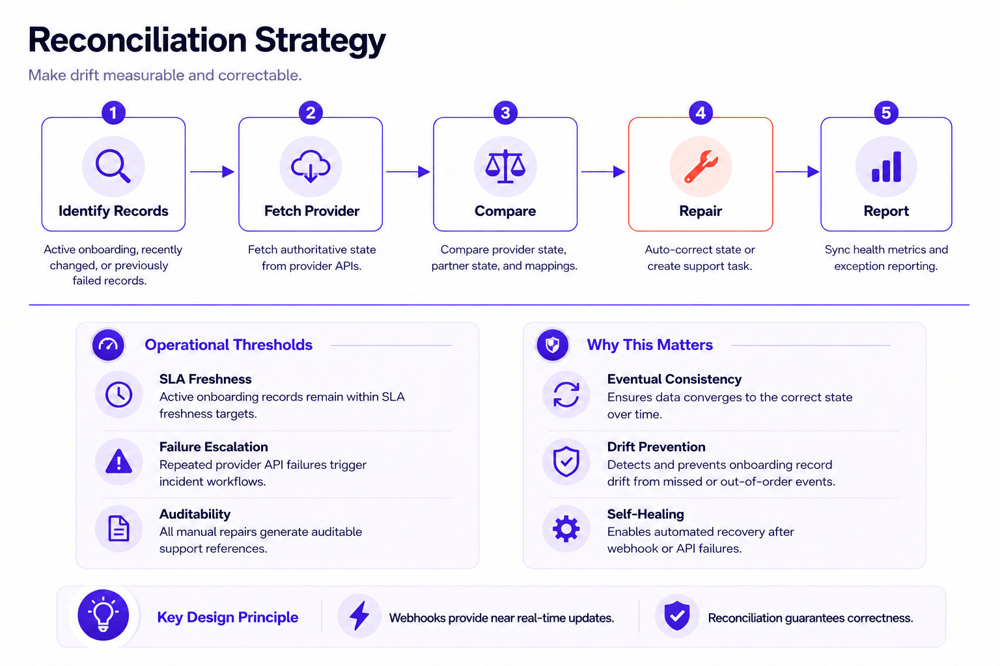 Reconciliation Strategy
Make drift measurable and correctable.
1
Identify Records
Active onboarding, recently
changed, or previously
failed records.
2
Fetch Provider
Fetch authoritative state
from provider APIs.
3
Compare
Compare provider state,
partner state, and mappings.
4
Repair
Auto-correct state or
create support task.
5
Report
Sync health metrics and
exception reporting.
Operational Thresholds
SLA Freshness
Active onboarding records remain within SLA
freshness targets.
Failure Escalation
Repeated provider API failures trigger
incident workflows.
Auditability
All manual repairs generate auditable
support references.
Why This Matters
Eventual Consistency
Ensures data converges to the correct state
over time.
Drift Prevention
Detects and prevents onboarding record
drift from missed or out-of-order events.
Self-Healing
Enables automated recovery after
webhook or API failures.
Key Design Principle
Webhooks provide near real-time updates.
Reconciliation guarantees correctness.